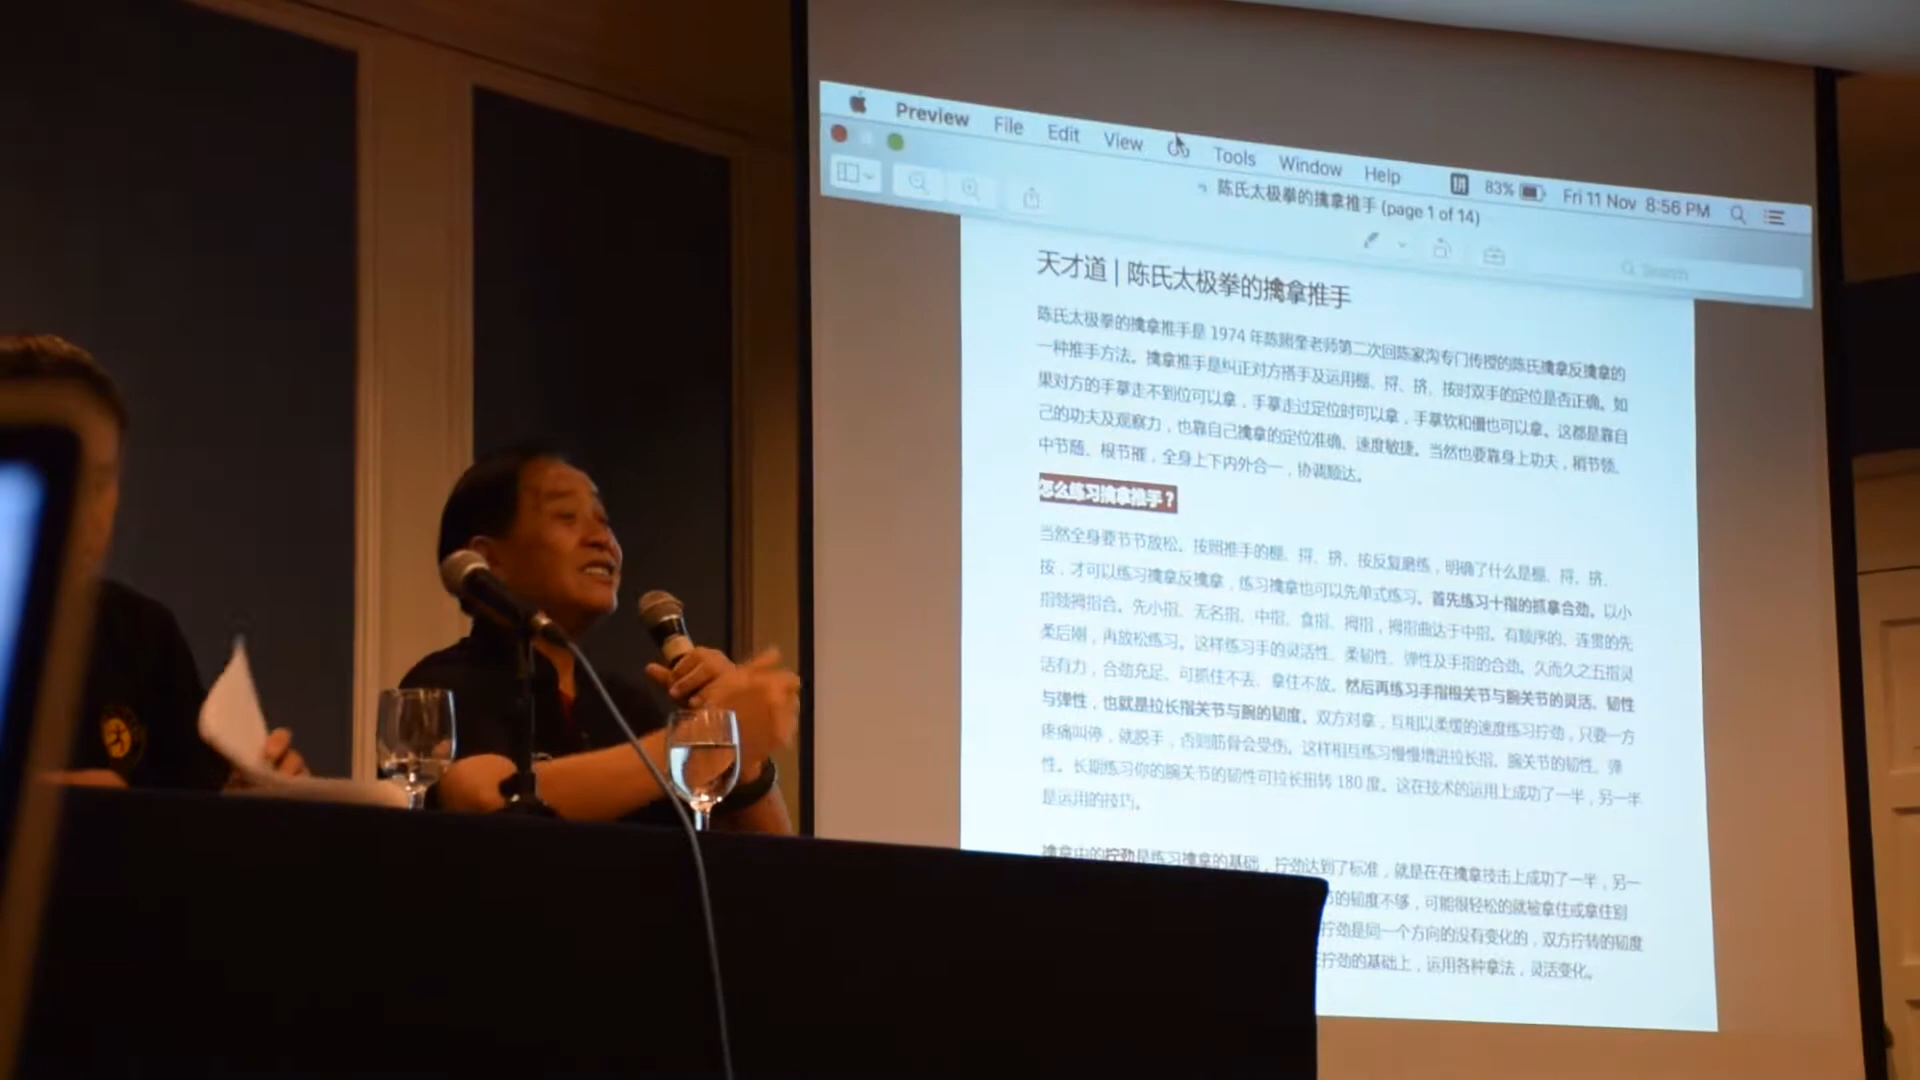 Preview File Edit View Go Tools Window Help 83% Fri 11 Nov 8:56 PM
陈氏太极拳的擒拿推手 (page 1 of 14)
Search
天才道 | 陈氏太极拳的擒拿推手
陈氏太极拳的擒拿推手是 1974 年陈照奎老师第二次回陈家沟专门传授的陈氏擒拿反擒拿的
一种推手方法。擒拿推手是纠正对方搭手及运用棚、捋、挤、按时双手的定位是否正确。如
果对方的手掌走不到位可以拿，手掌走过定位时可以拿，手掌软和僵也可以拿。这都是靠自
己的功夫及观察力，也靠自己擒拿的定位准确、速度敏捷。当然也要靠身上功夫，稍节领、
中节随、根节摧，全身上下内外合一，协调顺达。
怎么练习擒拿推手？
当然全身要节节放松。按照推手的棚、捋、挤、按反复磨练，明确了什么是棚、捋、挤、
按，才可以练习擒拿反擒拿，练习擒拿也可以先单式练习。首先练习十指的抓拿合劲。以小
指领拇指合。先小指、无名指、中指、食指、拇指，拇指曲达于中指。有顺序的、连贯的先
柔后刚，再放松练习。这样练习手的灵活性、柔韧性、弹性及手指的合劲。久而久之五指灵
活有力，合劲充足、可抓住不丢、拿住不放。然后再练习手指根关节与腕关节的灵活、韧性
与弹性，也就是拉长指关节与腕的韧度。双方对拿，互相以柔缓的速度练习拧劲，只要一方
疼痛叫停，就脱手，否则筋骨会受伤。这样相互练习慢慢增进拉长指、腕关节的韧性、弹
性。长期练习你的腕关节的韧性可拉长扭转 180 度。这在技术的运用上成功了一半，另一半
是运用的技巧。
擒拿中的拧劲是练习擒拿的基础，拧劲达到了标准，就是在在擒拿技击上成功了一半，另一
节的韧度不够，可能很轻松的就被拿住或拿住别
拧劲是同一个方向的没有变化的，双方拧转的韧度
拧劲的基础上，运用各种拿法，灵活变化。